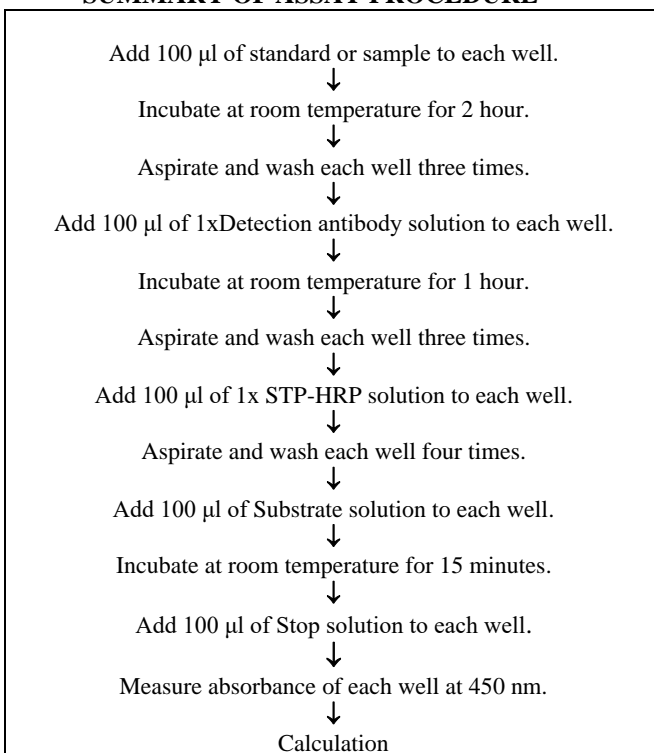 SUMMARY OF ASSAY PROCEDURE
Add 100 μl of standard or sample to each well.
↓
Incubate at room temperature for 2 hour.
↓
Aspirate and wash each well three times.
↓
Add 100 μl of 1xDetection antibody solution to each well.
↓
Incubate at room temperature for 1 hour.
↓
Aspirate and wash each well three times.
↓
Add 100 μl of 1x STP-HRP solution to each well.
↓
Aspirate and wash each well four times.
↓
Add 100 μl of Substrate solution to each well.
↓
Incubate at room temperature for 15 minutes.
↓
Add 100 μl of Stop solution to each well.
↓
Measure absorbance of each well at 450 nm.
↓
Calculation